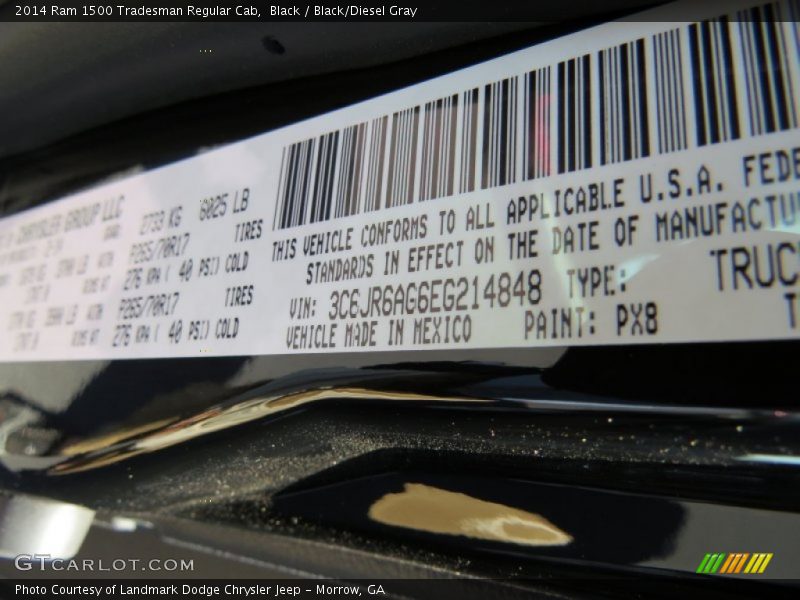 2014 Ram 1500 Tradesman Regular Cab,  Black / Black/Diesel Gray
CHRYSLER GROUP LLC
2733 KG 6025 LB
P265/70R17 TIRES
276 KPA ( 40 PSI) COLD
P265/70R17 TIRES
276 KPA ( 40 PSI) COLD
THIS VEHICLE CONFORMS TO ALL APPLICABLE U.S.A. FEDE
STANDARDS IN EFFECT ON THE DATE OF MANUFACTU
VIN: 3C6JR6AG6EG214848 TYPE: TRUC
VEHICLE MADE IN MEXICO PAINT: PX8 T
GTCARLOT.COM
Photo Courtesy of Landmark Dodge Chrysler Jeep – Morrow, GA